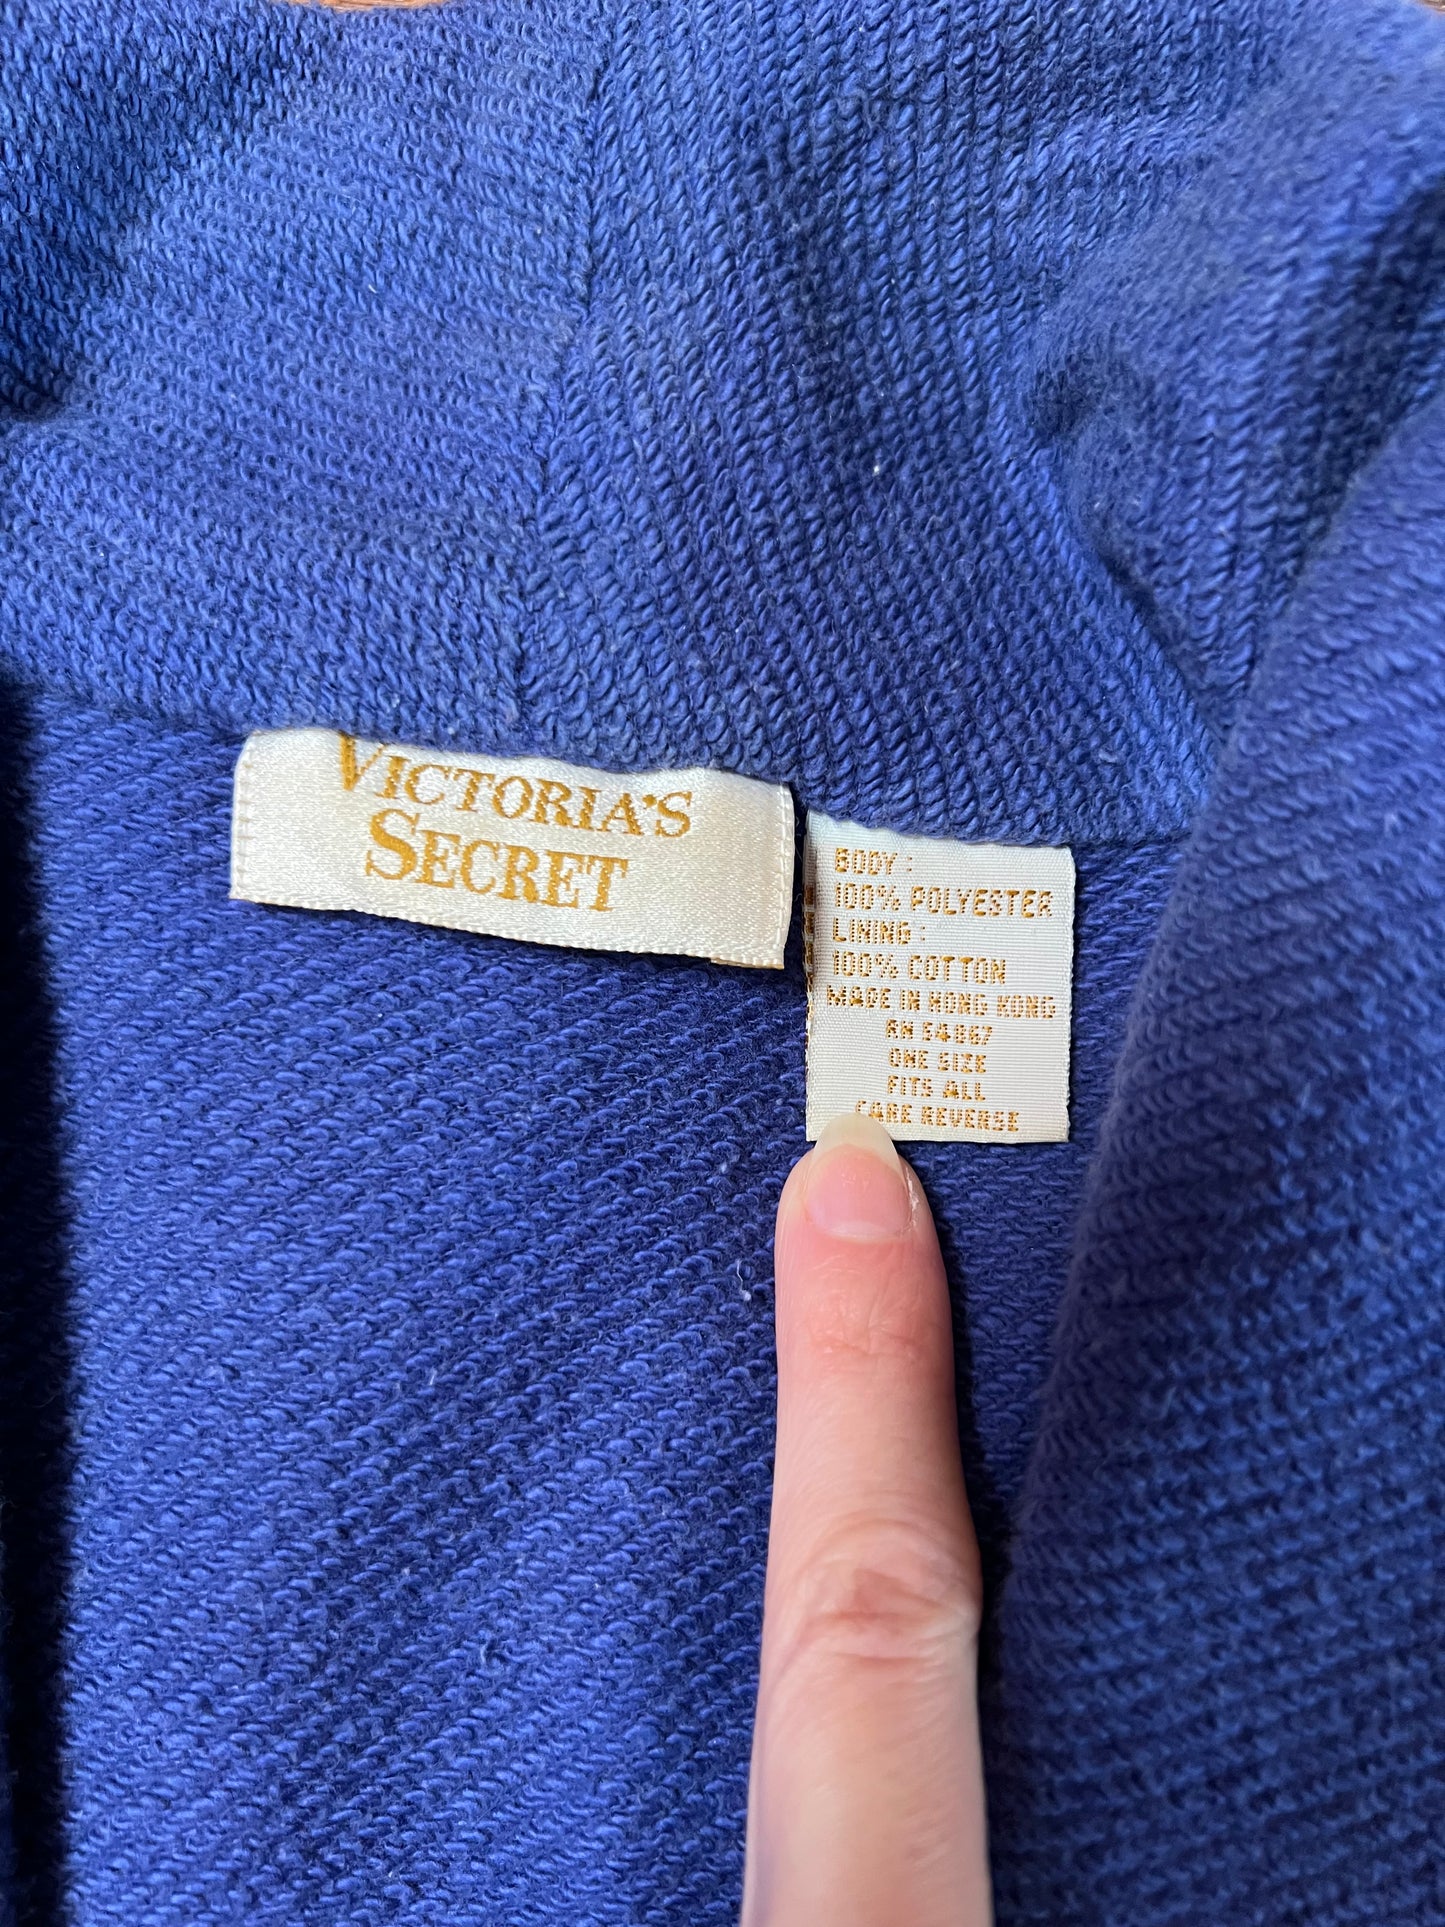 VICTORIA'S
SECRET
BODY :
100% POLYESTER
LINING :
100% COTTON
MADE IN HONG KONG
RN 54867
ONE SIZE
FITS ALL
CARE REVERSE